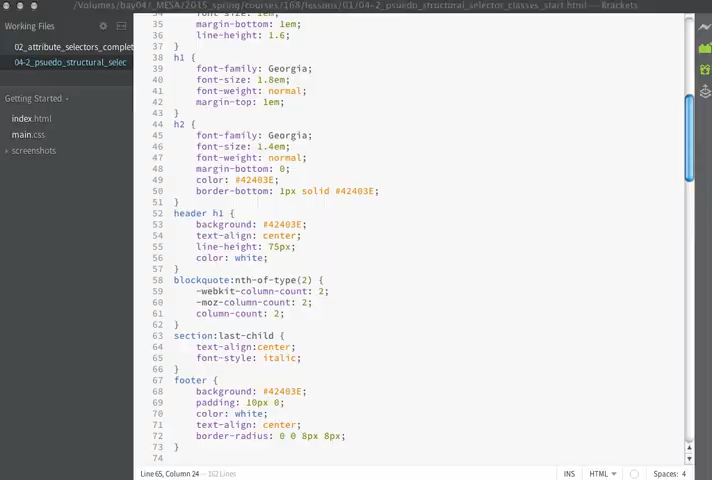 /Volumes/bay04/_MESA/2015_spring/courses/168/lessons/01/04-2_psuedo_structural_selector_classes_start.html — Brackets
Working Files
02_attribute_selectors_complet
04-2_psuedo_structural_selec
Getting Started
index.html
main.css
screenshots
35 margin-bottom: 1em;
36 line-height: 1.6;
37 }
38 h1 {
39 font-family: Georgia;
40 font-size: 1.8em;
41 font-weight: normal;
42 margin-top: 1em;
43 }
44 h2 {
45 font-family: Georgia;
46 font-size: 1.4em;
47 font-weight: normal;
48 margin-bottom: 0;
49 color: #42403E;
50 border-bottom: 1px solid #42403E;
51 }
52 header h1 {
53 background: #42403E;
54 text-align: center;
55 line-height: 75px;
56 color: white;
57 }
58 blockquote:nth-of-type(2) {
59 -webkit-column-count: 2;
60 -moz-column-count: 2;
61 column-count: 2;
62 }
63 section:last-child {
64 text-align:center;
65 font-style: italic;
66 }
67 footer {
68 background: #42403E;
69 padding: 10px 0;
70 color: white;
71 text-align: center;
72 border-radius: 0 0 8px 8px;
73 }
74
Line 65, Column 24 — 162 Lines
INS HTML Spaces: 4